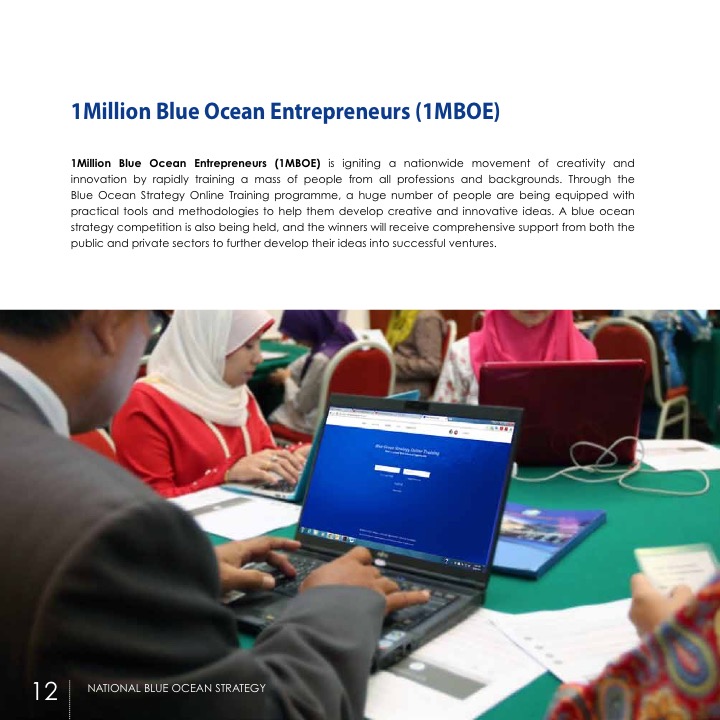 1Million Blue Ocean Entrepreneurs (1MBOE)
1Million Blue Ocean Entrepreneurs (1MBOE) is igniting a nationwide movement of creativity and
innovation by rapidly training a mass of people from all professions and backgrounds. Through the
Blue Ocean Strategy Online Training programme, a huge number of people are being equipped with
practical tools and methodologies to help them develop creative and innovative ideas. A blue ocean
strategy competition is also being held, and the winners will receive comprehensive support from both the
public and private sectors to further develop their ideas into successful ventures.
Blue Ocean Strategy Online Training
12
NATIONAL BLUE OCEAN STRATEGY